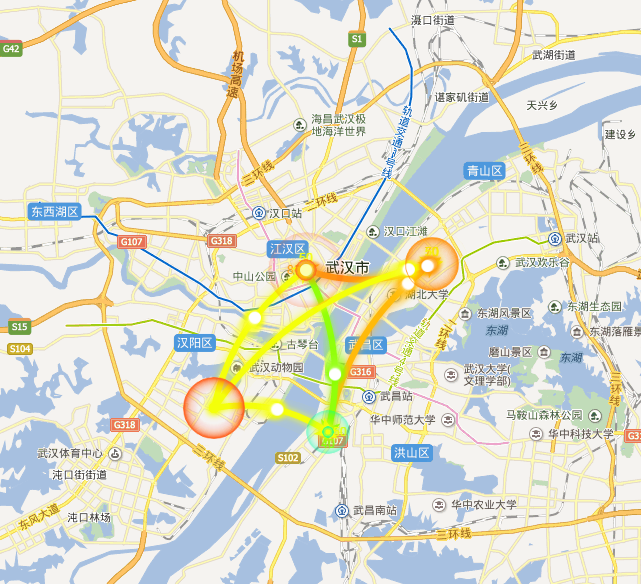 滠口街道
S1
G42
武湖街道
机场高速
谌家矶街道
天兴乡
海昌武汉极
地海洋世界
轨道交通1号线
建设乡
三环线
三环线
青山区
二环线
东西湖区
汉口站
G107
G318
汉口江滩
武汉站
江汉区
武汉市
武汉欢乐谷
中山公园
湖北大学
东湖生态园
东湖风景区
S15
东湖
东湖落雁景
S104
汉阳区
古琴台
武昌区
轨道交通
三环线
磨山景区
东湖
武汉动物园
G316
武汉大学(
文理学部)
武昌站
马鞍山森林公园
华中师范大学
G318
G107
华中科技大学
G31
武汉体育中心
S102
洪山区
三环线
沌口街街道
东风大道
沌口林场
武汉南站
华中农业大学
三环线